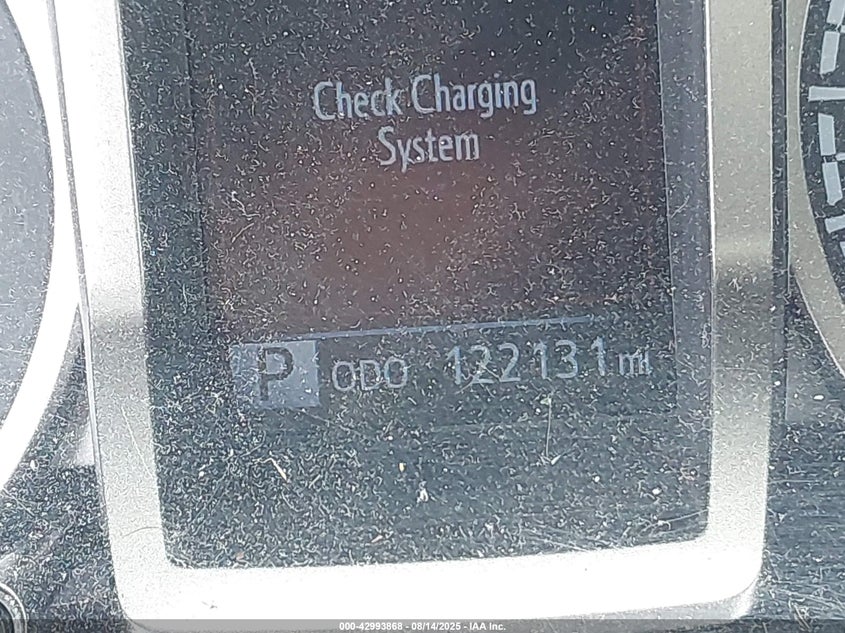 Check Charging
System
P ODO 122131 mi
000-42993868 - 08/14/2025 - IAA Inc.